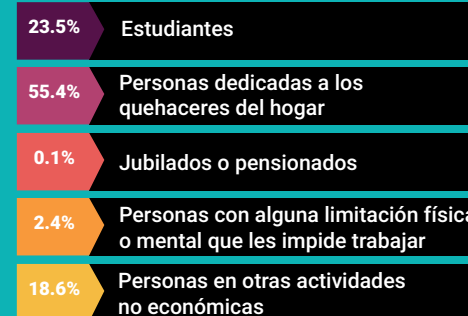 23.5% Estudiantes
55.4% Personas dedicadas a los
quehaceres del hogar
0.1% Jubilados o pensionados
2.4% Personas con alguna limitación física
o mental que les impide trabajar
18.6% Personas en otras actividades
no económicas